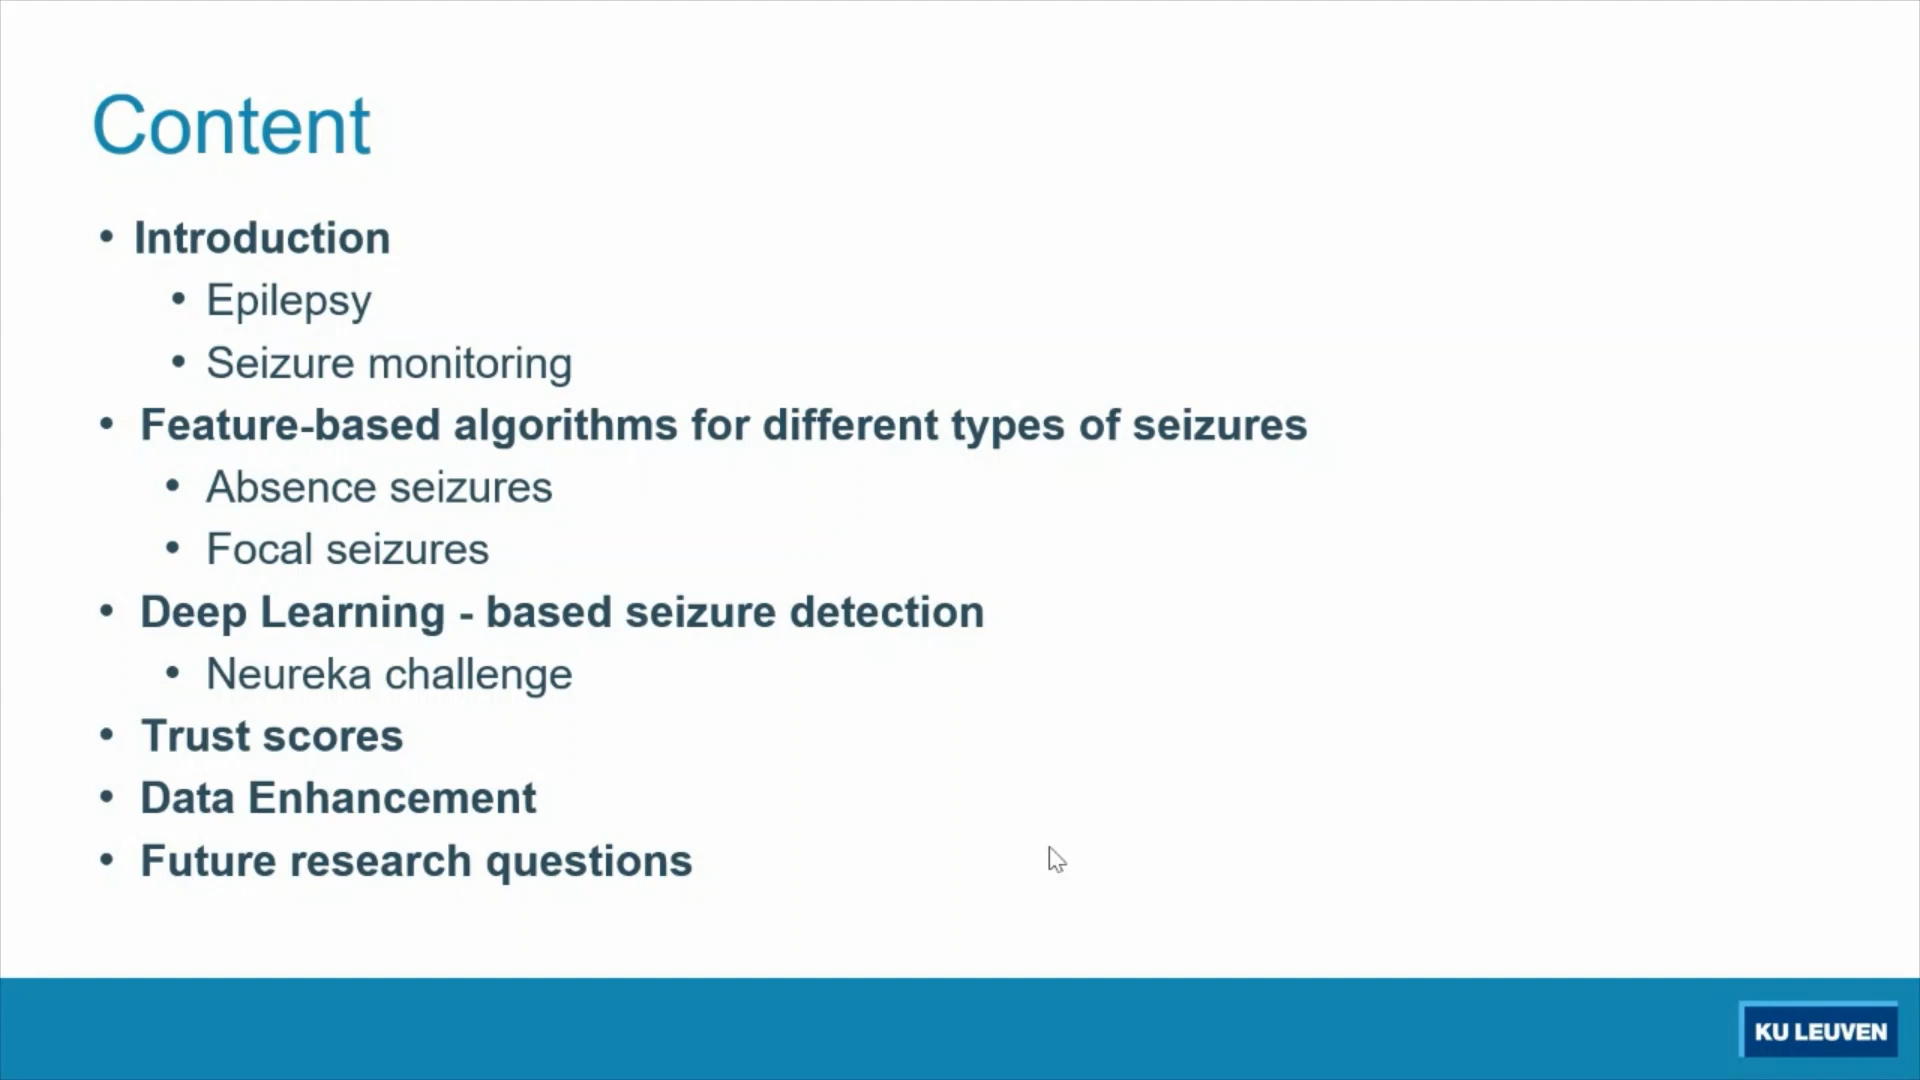 Content
• Introduction
• Epilepsy
• Seizure monitoring
• Feature-based algorithms for different types of seizures
• Absence seizures
• Focal seizures
• Deep Learning - based seizure detection
• Neureka challenge
• Trust scores
• Data Enhancement
• Future research questions
KU LEUVEN